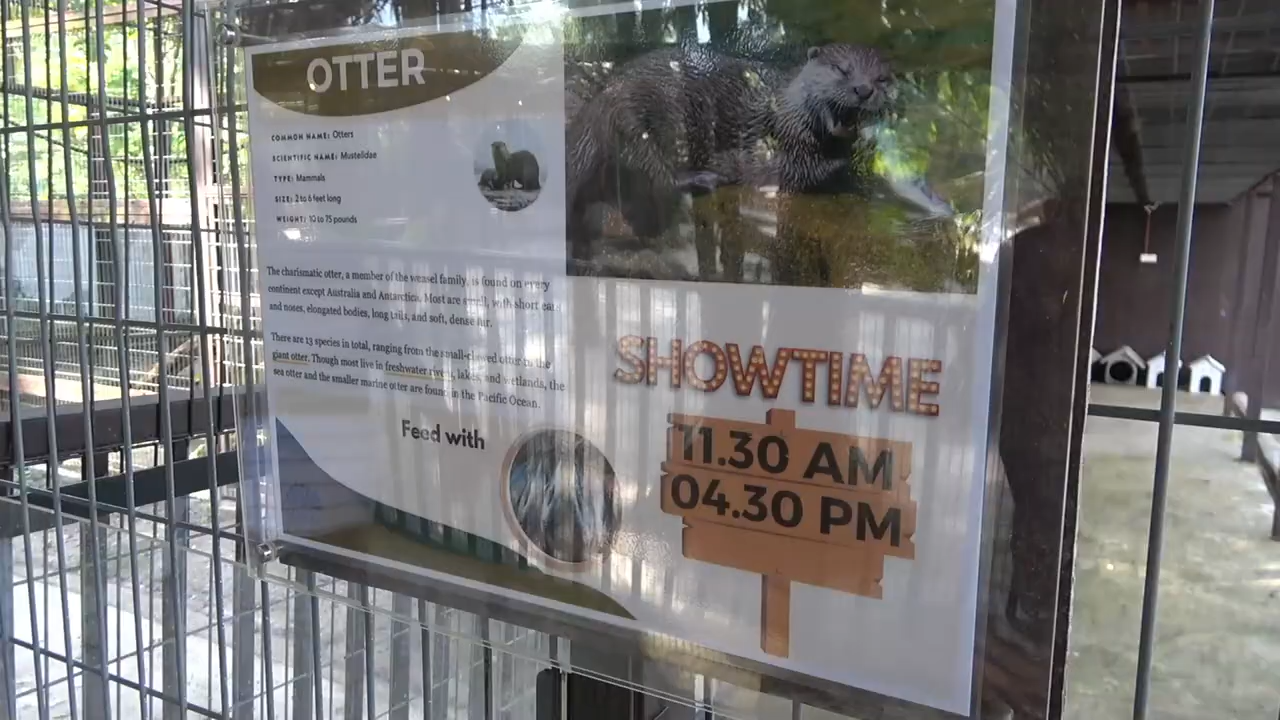 OTTER
COMMON NAME: Otters
SCIENTIFIC NAME: Mustelidae
TYPE: Mammals
SIZE: 2 to 6 feet long
WEIGHT: 10 to 75 pounds
The charismatic otter, a member of the weasel family, is found on every
continent except Australia and Antarctica. Most are small, with short ears
and noses, elongated bodies, long tails, and soft, dense fur.
There are 13 species in total, ranging from the small-clawed otter to the
giant otter. Though most live in freshwater rivers, lakes, and wetlands, the
sea otter and the smaller marine otter are found in the Pacific Ocean.
Feed with
SHOWTIME
11.30 AM
04.30 PM